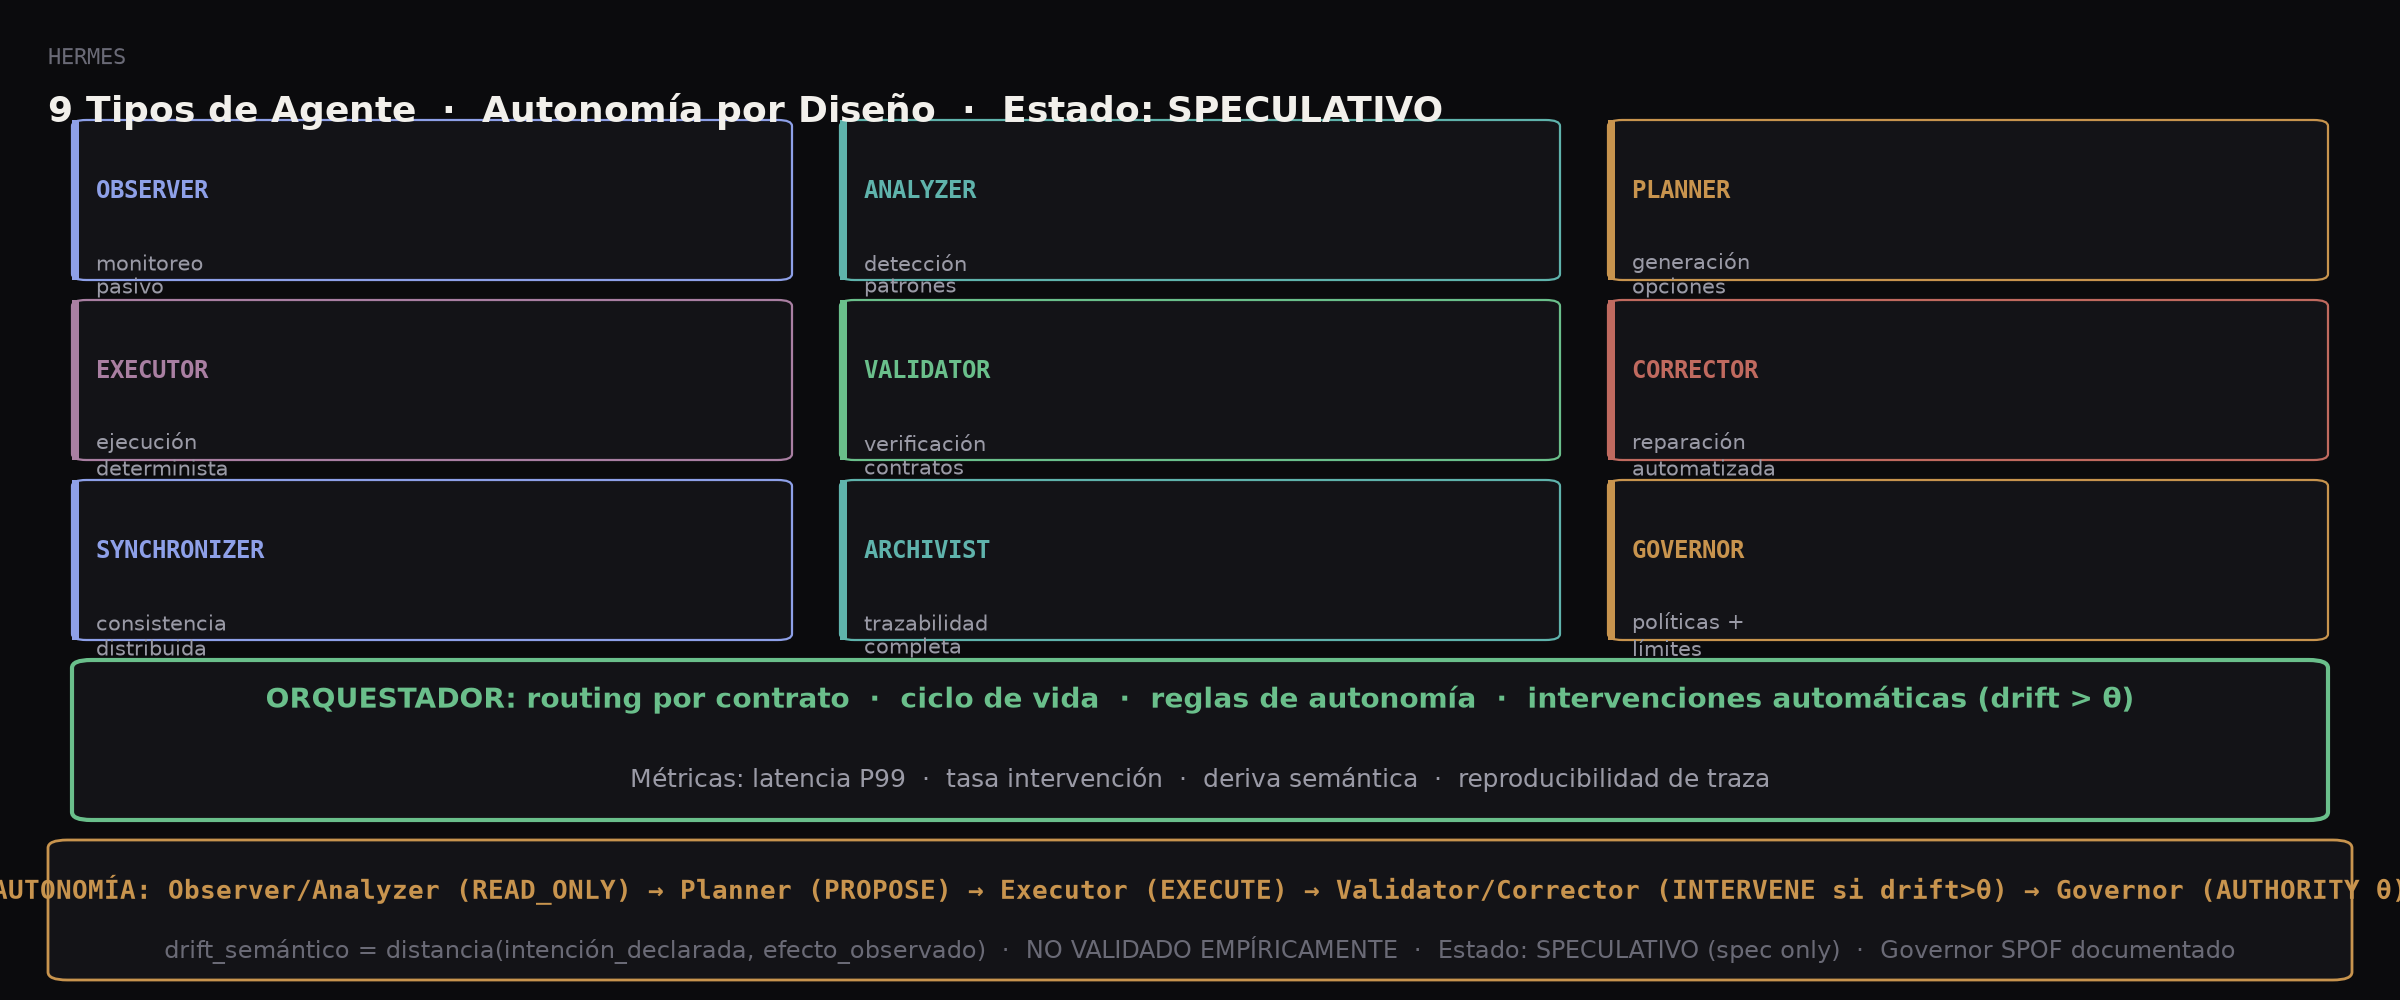 HERMES
9 Tipos de Agente · Autonomía por Diseño · Estado: SPECULATIVO
OBSERVER
monitoreo
pasivo
ANALYZER
detección
patrones
PLANNER
generación
opciones
EXECUTOR
ejecución
determinista
VALIDATOR
verificación
contratos
CORRECTOR
reparación
automatizada
SYNCHRONIZER
consistencia
distribuida
ARCHIVIST
trazabilidad
completa
GOVERNOR
políticas +
límites
ORQUESTADOR: routing por contrato · ciclo de vida · reglas de autonomía · intervenciones automáticas (drift > θ)
Métricas: latencia P99 · tasa intervención · deriva semántica · reproducibilidad de traza
AUTONOMÍA: Observer/Analyzer (READ_ONLY) → Planner (PROPOSE) → Executor (EXECUTE) → Validator/Corrector (INTERVENE si drift>θ) → Governor (AUTHORITY θ)
drift_semántico = distancia(intención_declarada, efecto_observado) · NO VALIDADO EMPÍRICAMENTE · Estado: SPECULATIVO (spec only) · Governor SPOF documentado